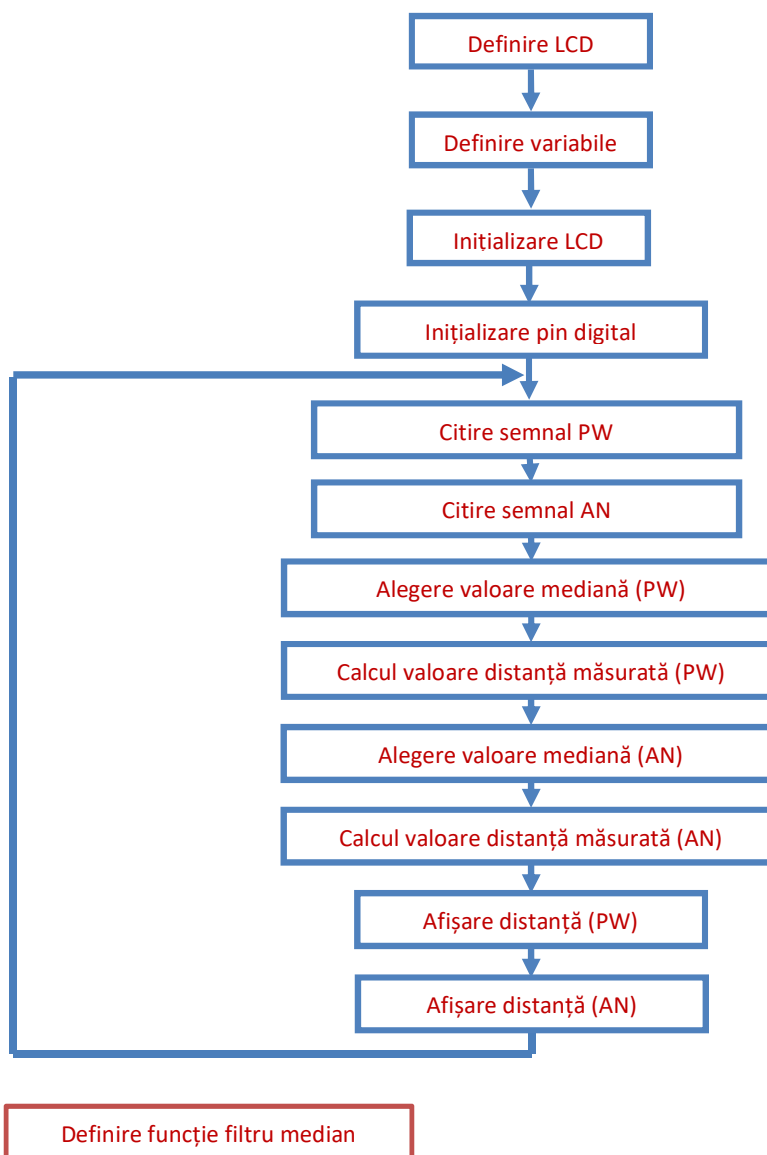 Definire LCD
Definire variabile
Inițializare LCD
Inițializare pin digital
Citire semnal PW
Citire semnal AN
Alegere valoare mediană (PW)
Calcul valoare distanță măsurată (PW)
Alegere valoare mediană (AN)
Calcul valoare distanță măsurată (AN)
Afișare distanță (PW)
Afișare distanță (AN)
Definire funcție filtru median